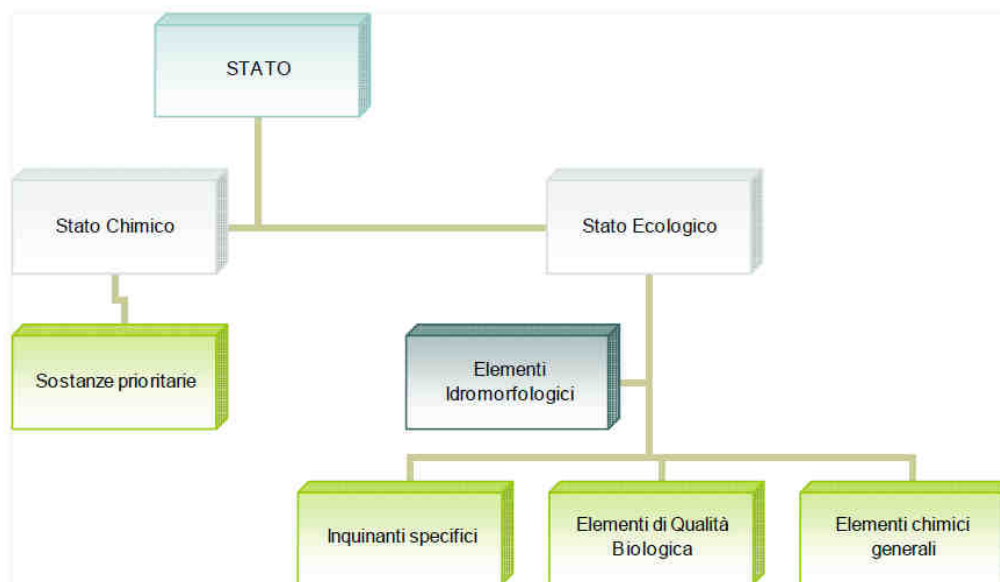 STATO
Stato Chimico
Stato Ecologico
Sostanze prioritarie
Elementi
Idromorfologici
Inquinanti specifici
Elementi di Qualità
Biologica
Elementi chimici
generali